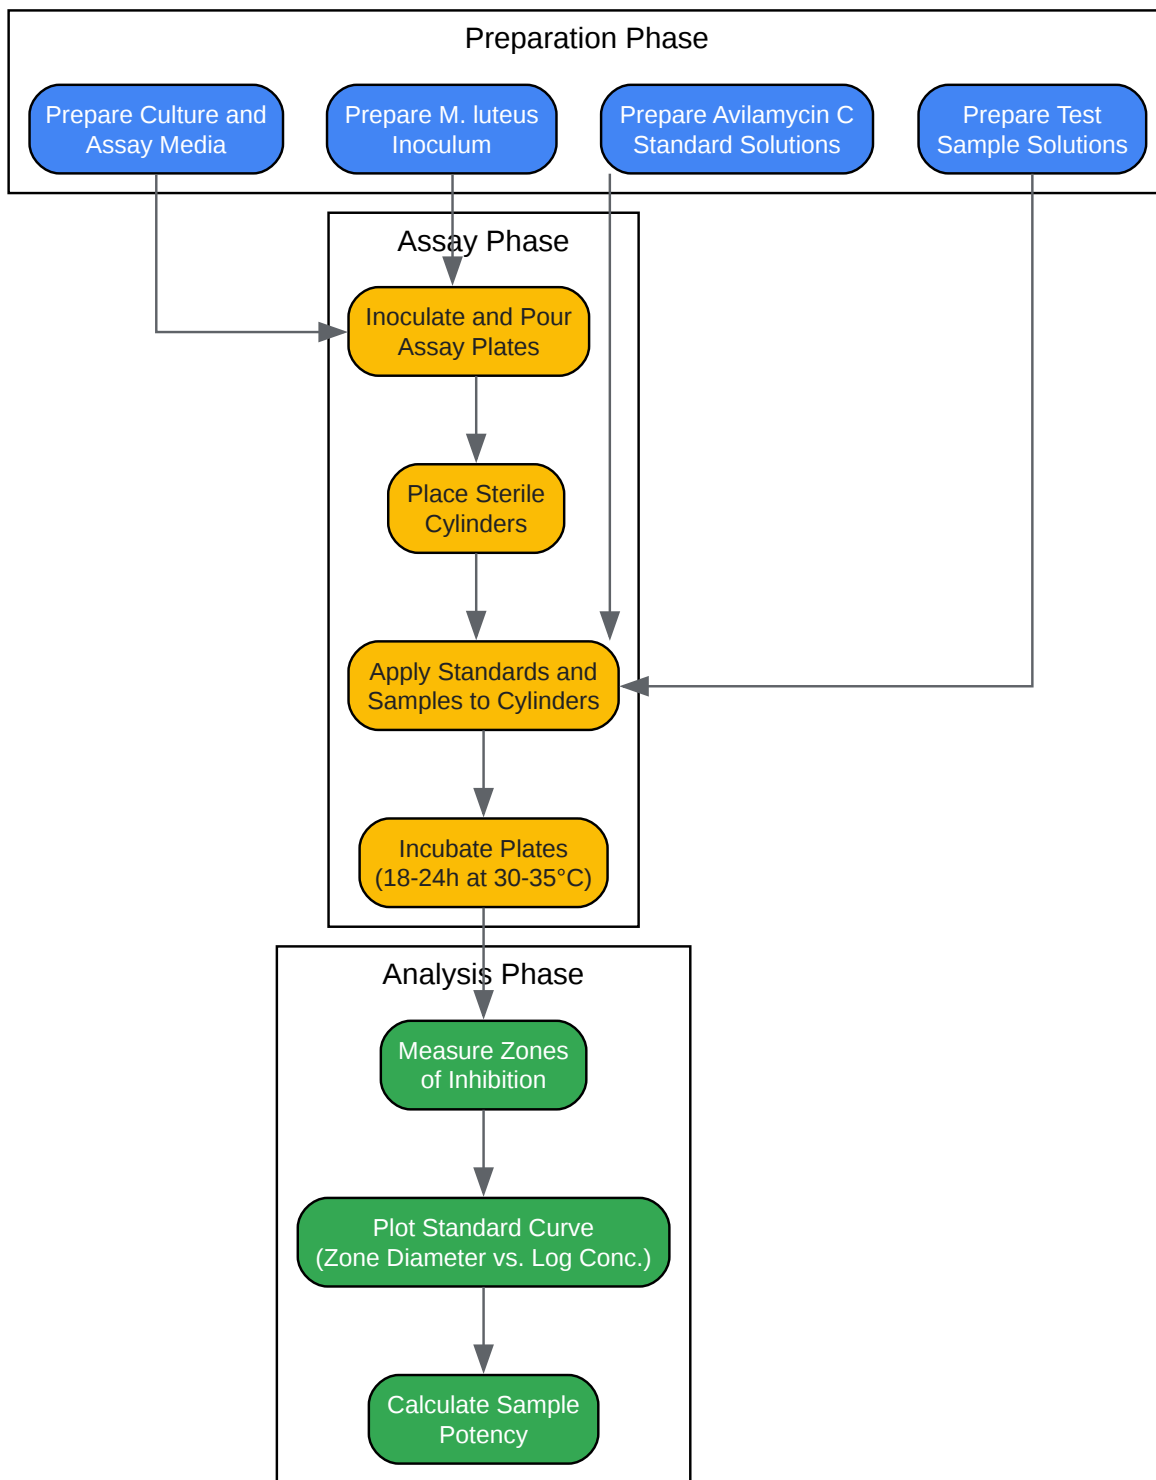 Preparation Phase
Prepare Culture and
Assay Media
Prepare M. luteus
Inoculum
Prepare Avilamycin C
Standard Solutions
Prepare Test
Sample Solutions
Assay Phase
Inoculate and Pour
Assay Plates
Place Sterile
Cylinders
Apply Standards and
Samples to Cylinders
Incubate Plates
(18-24h at 30-35°C)
Analysis Phase
Measure Zones
of Inhibition
Plot Standard Curve
(Zone Diameter vs. Log Conc.)
Calculate Sample
Potency